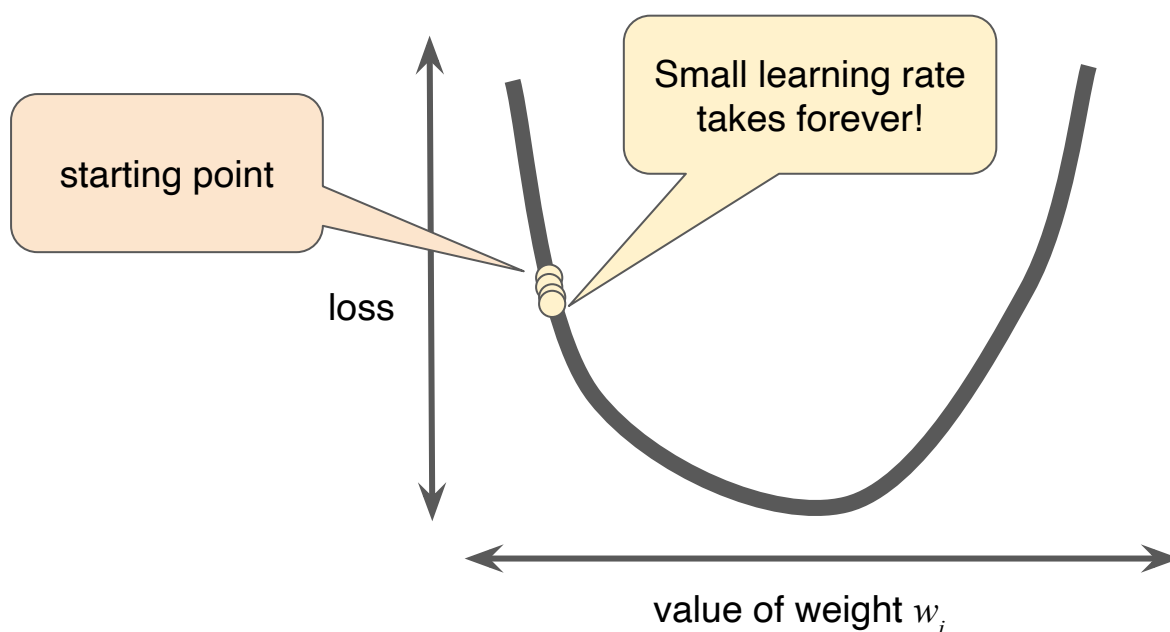 Small learning rate
takes forever!
starting point
loss
value of weight wᵢ